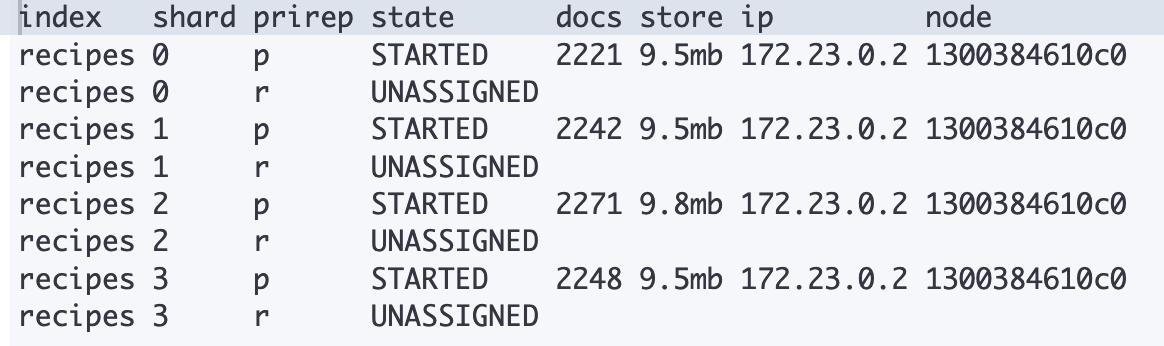 index   shard prirep state      docs store ip         node
recipes 0     p      STARTED    2221 9.5mb 172.23.0.2 1300384610c0
recipes 0     r      UNASSIGNED
recipes 1     p      STARTED    2242 9.5mb 172.23.0.2 1300384610c0
recipes 1     r      UNASSIGNED
recipes 2     p      STARTED    2271 9.8mb 172.23.0.2 1300384610c0
recipes 2     r      UNASSIGNED
recipes 3     p      STARTED    2248 9.5mb 172.23.0.2 1300384610c0
recipes 3     r      UNASSIGNED